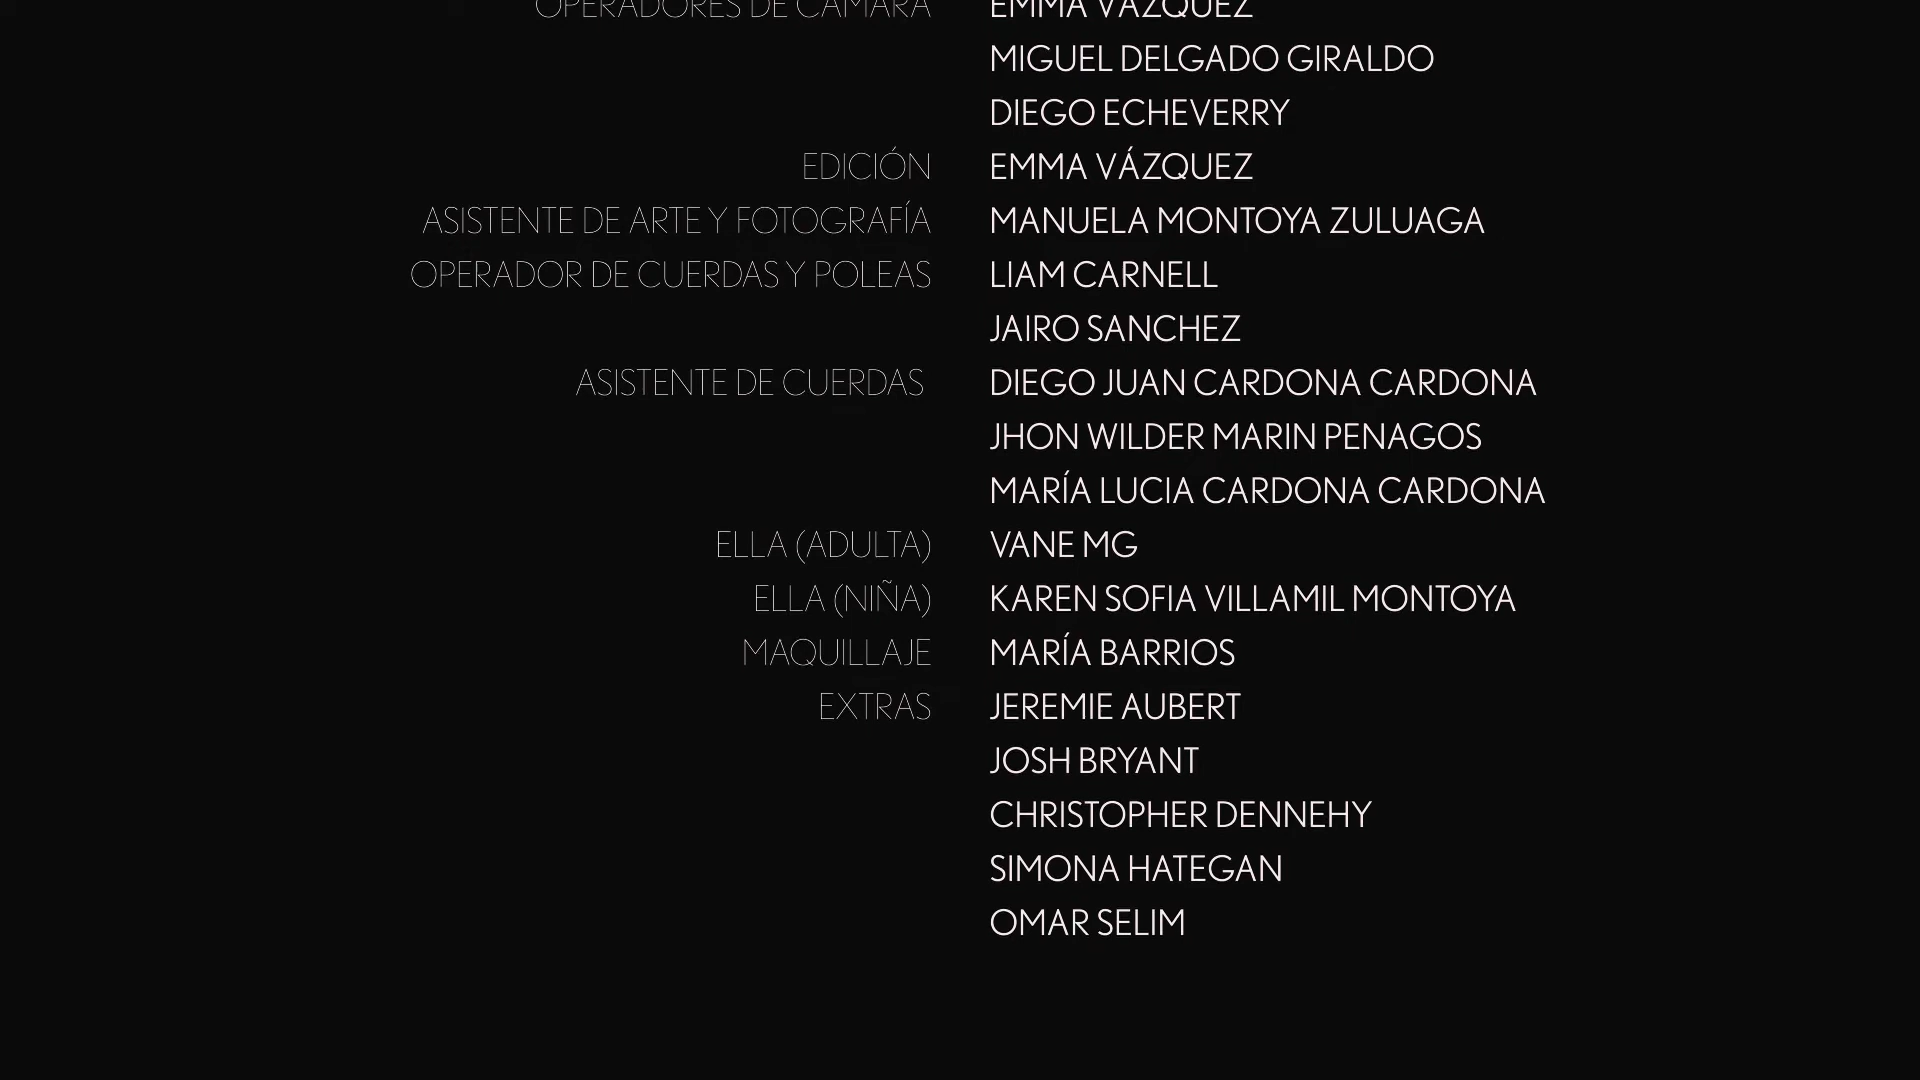 OPERADORES DE CÁMARA EMMA VÁZQUEZ
MIGUEL DELGADO GIRALDO
DIEGO ECHEVERRY
EDICIÓN EMMA VÁZQUEZ
ASISTENTE DE ARTE Y FOTOGRAFÍA MANUELA MONTOYA ZULUAGA
OPERADOR DE CUERDAS Y POLEAS LIAM CARNELL
JAIRO SANCHEZ
ASISTENTE DE CUERDAS DIEGO JUAN CARDONA CARDONA
JHON WILDER MARIN PENAGOS
MARÍA LUCIA CARDONA CARDONA
ELLA (ADULTA) VANE MG
ELLA (NIÑA) KAREN SOFIA VILLAMIL MONTOYA
MAQUILLAJE MARÍA BARRIOS
EXTRAS JEREMIE AUBERT
JOSH BRYANT
CHRISTOPHER DENNEHY
SIMONA HATEGAN
OMAR SELIM